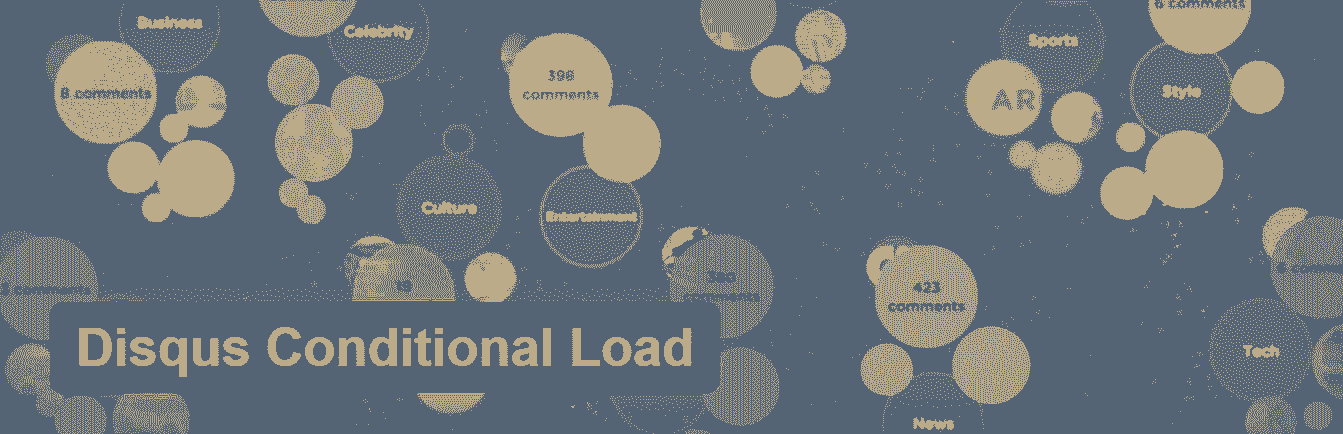 Business
Celebrity
6 comments
8 comments
396
comments
Sports
AR
Style
Culture
Entertainment
423
comments
Disqus Conditional Load
Tech
News